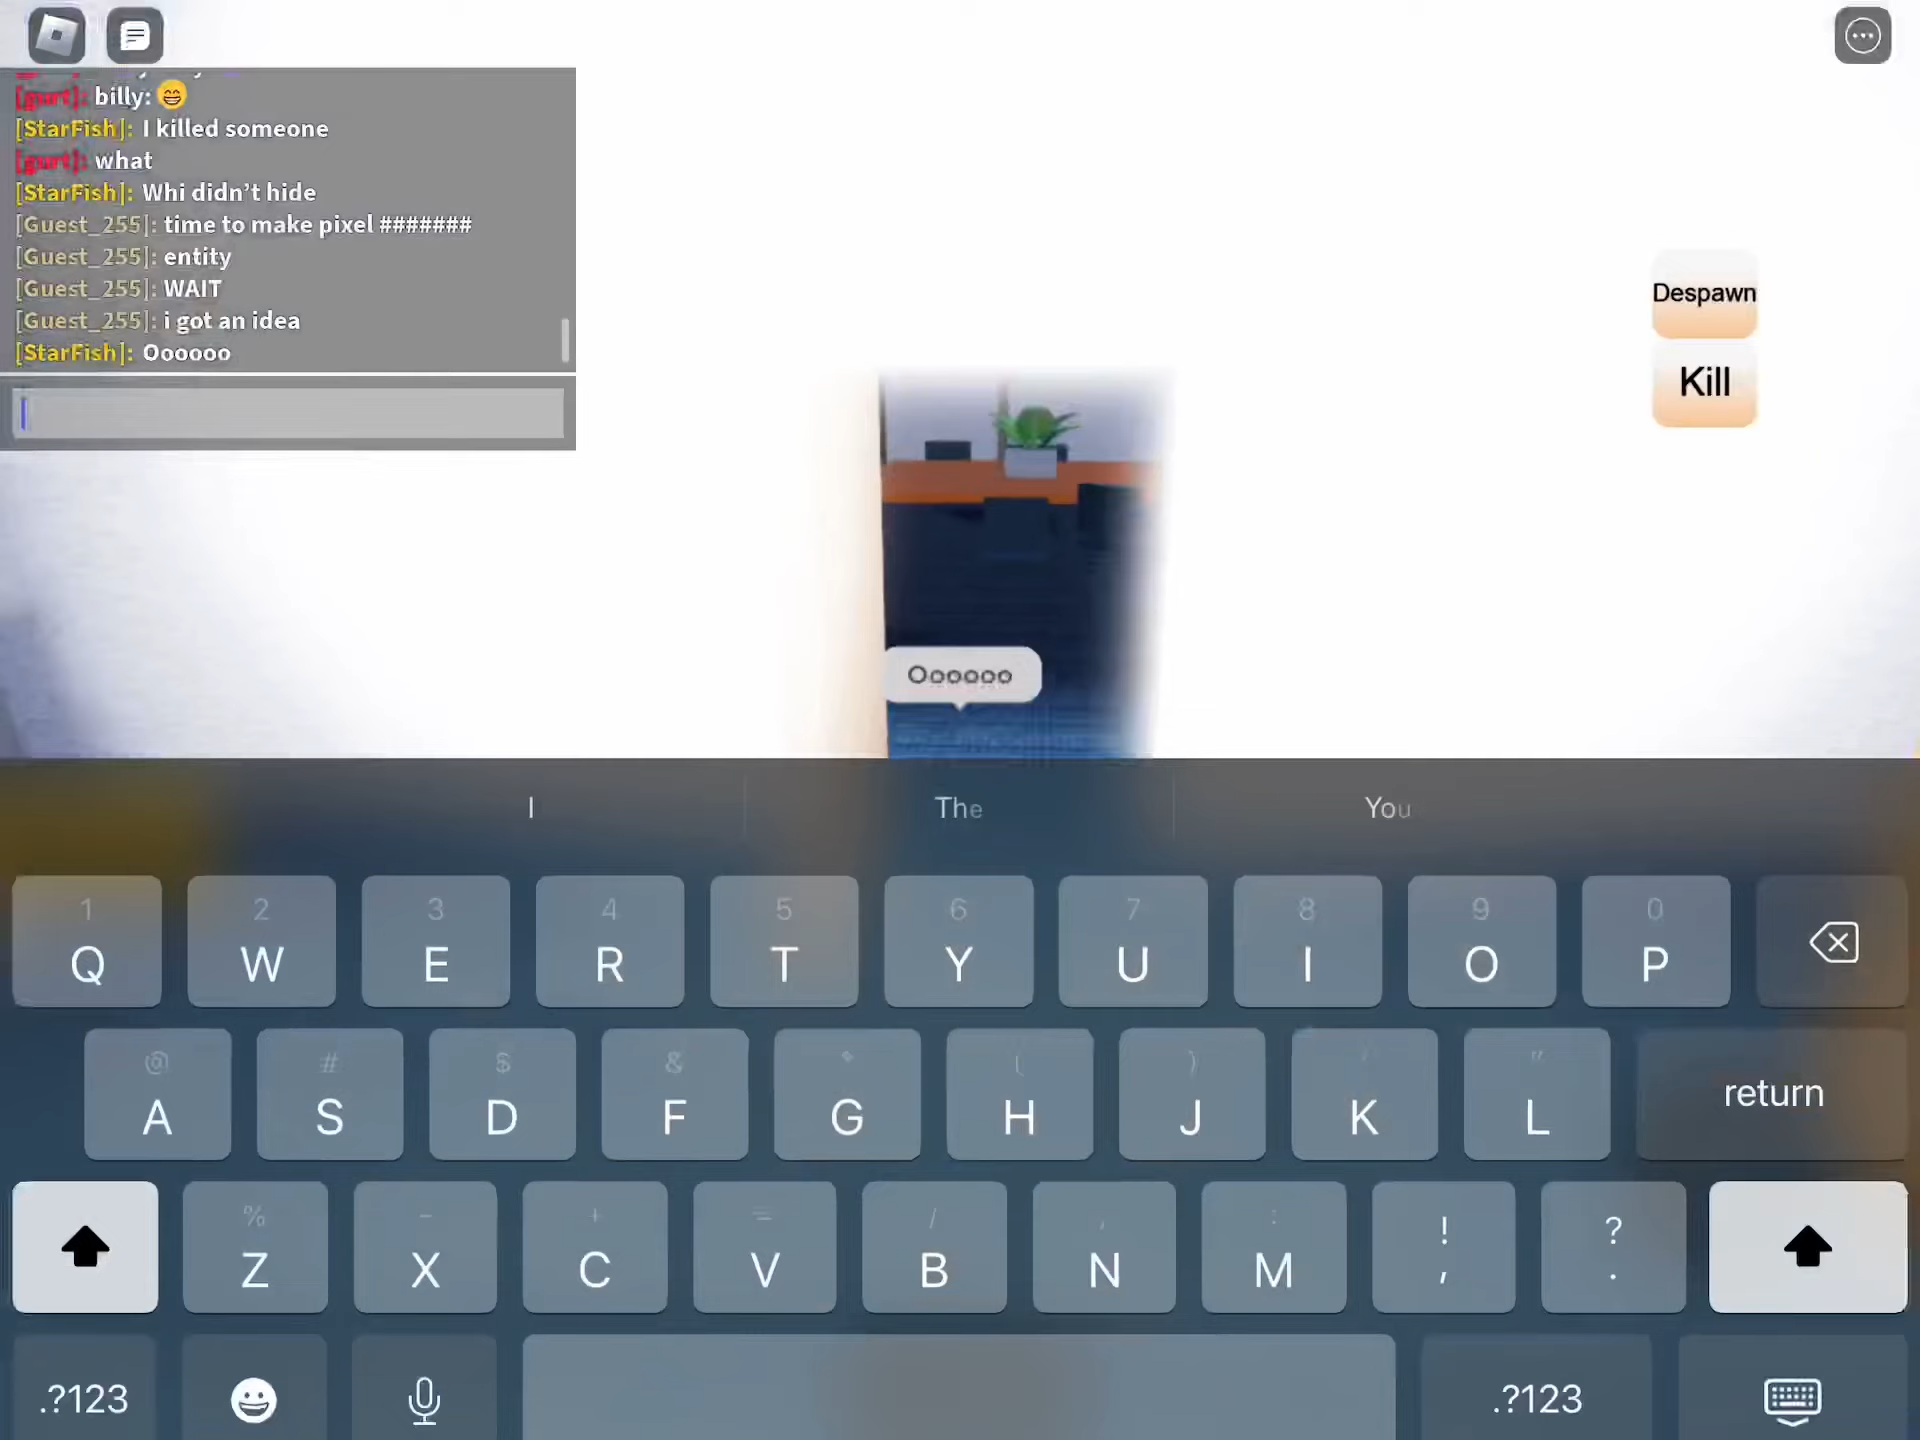 [gurt]: billy: 😁
[StarFish]: I killed someone
[gurt]: what
[StarFish]: Whi didn't hide
[Guest_255]: time to make pixel #######
[Guest_255]: entity
[Guest_255]: WAIT
[Guest_255]: i got an idea
[StarFish]: Oooooo
Despawn
Kill
Oooooo
I The You
1 2 3 4 5 6 7 8 9 0
Q W E R T Y U I O P
@ # $ & * ( ) ' "
A S D F G H J K L return
% - + = / ; : ! ?
Z X C V B N M , .
.?123 .?123